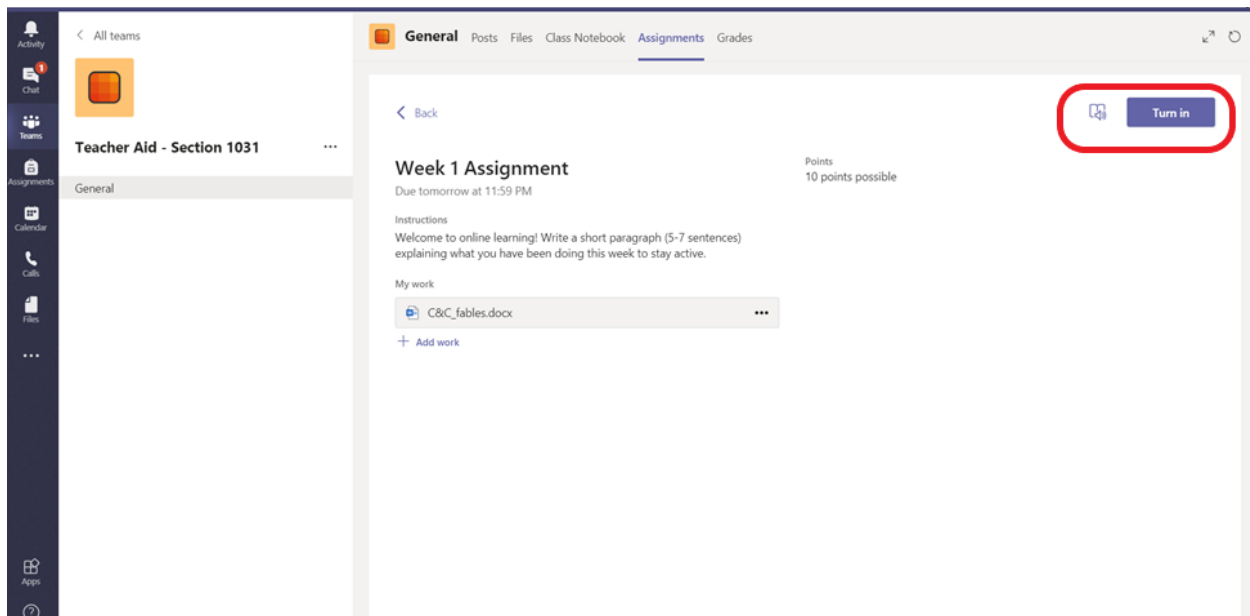 Activity
1
Chat
Teams
Assignments
Calendar
Calls
Files
Apps
All teams
Teacher Aid - Section 1031
General
General Posts Files Class Notebook Assignments Grades
Back
Turn in
Week 1 Assignment
Due tomorrow at 11:59 PM
Points
10 points possible
Instructions
Welcome to online learning! Write a short paragraph (5-7 sentences)
explaining what you have been doing this week to stay active.
My work
C&C_fables.docx
+ Add work